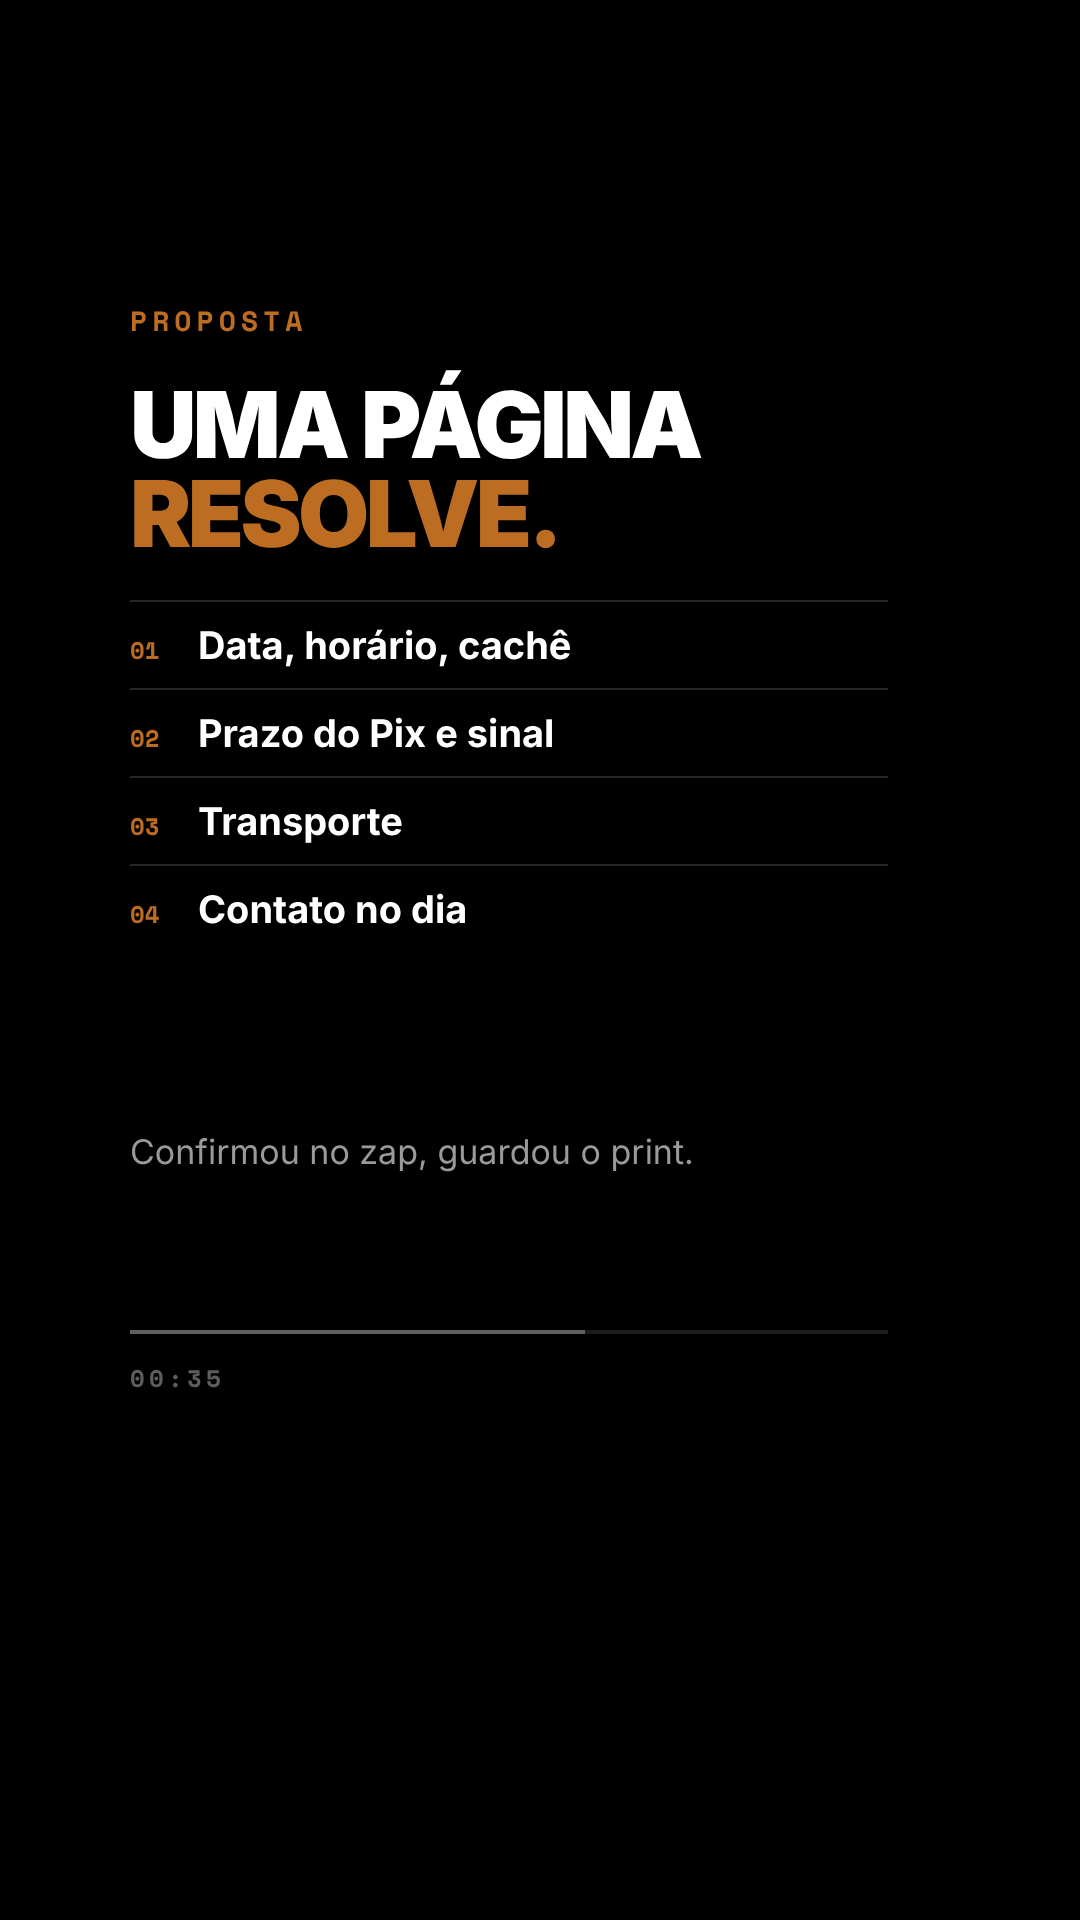 PROPOSTA
UMA PÁGINA
RESOLVE.
01 Data, horário, cachê
02 Prazo do Pix e sinal
03 Transporte
04 Contato no dia
Confirmou no zap, guardou o print.
00:35